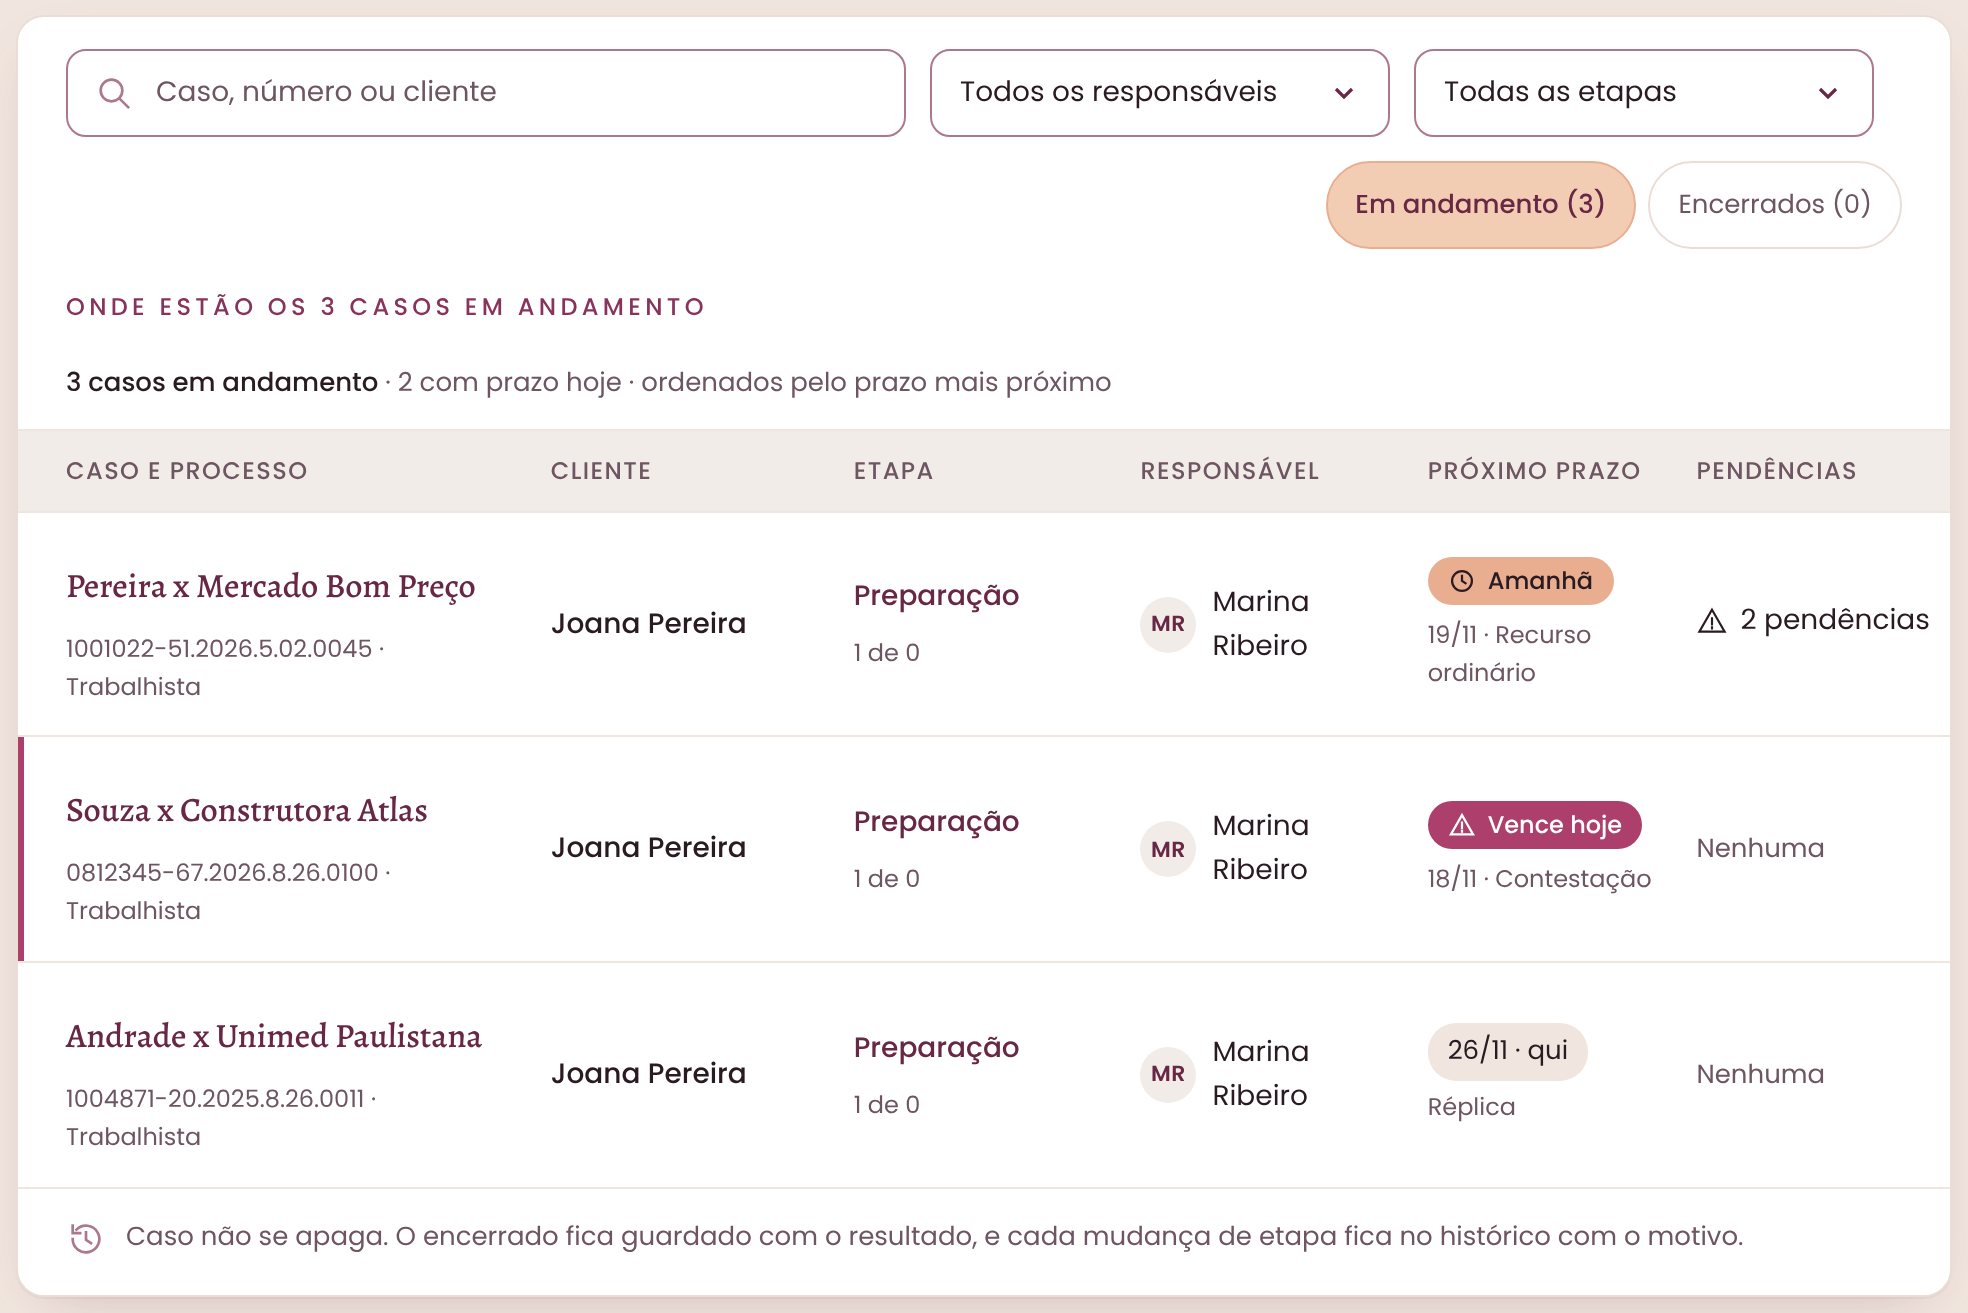 Caso, número ou cliente
Todos os responsáveis
Todas as etapas
Em andamento (3)
Encerrados (0)
ONDE ESTÃO OS 3 CASOS EM ANDAMENTO
3 casos em andamento · 2 com prazo hoje · ordenados pelo prazo mais próximo
CASO E PROCESSO
CLIENTE
ETAPA
RESPONSÁVEL
PRÓXIMO PRAZO
PENDÊNCIAS
Pereira x Mercado Bom Preço
1001022-51.2026.5.02.0045 ·
Trabalhista
Joana Pereira
Preparação
1 de 0
MR
Marina
Ribeiro
Amanhã
19/11 · Recurso
ordinário
2 pendências
Souza x Construtora Atlas
0812345-67.2026.8.26.0100 ·
Trabalhista
Joana Pereira
Preparação
1 de 0
MR
Marina
Ribeiro
Vence hoje
18/11 · Contestação
Nenhuma
Andrade x Unimed Paulistana
1004871-20.2025.8.26.0011 ·
Trabalhista
Joana Pereira
Preparação
1 de 0
MR
Marina
Ribeiro
26/11 · qui
Réplica
Nenhuma
Caso não se apaga. O encerrado fica guardado com o resultado, e cada mudança de etapa fica no histórico com o motivo.